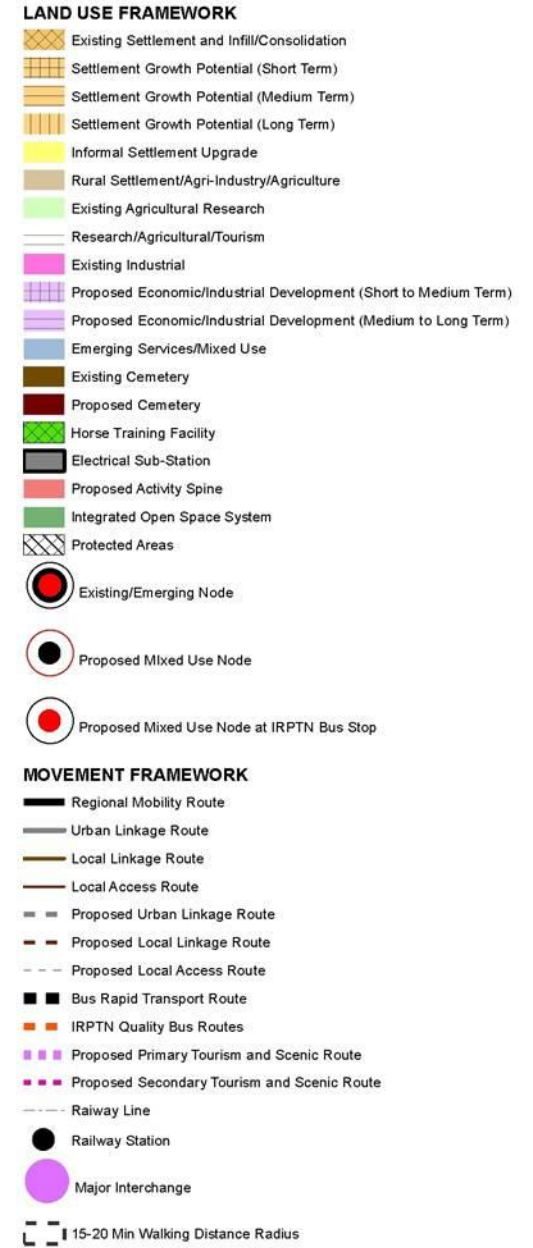 LAND USE FRAMEWORK
Existing Settlement and Infill/Consolidation
Settlement Growth Potential (Short Term)
Settlement Growth Potential (Medium Term)
Settlement Growth Potential (Long Term)
Informal Settlement Upgrade
Rural Settlement/Agri-Industry/Agriculture
Existing Agricultural Research
Research/Agricultural/Tourism
Existing Industrial
Proposed Economic/Industrial Development (Short to Medium Term)
Proposed Economic/Industrial Development (Medium to Long Term)
Emerging Services/Mixed Use
Existing Cemetery
Proposed Cemetery
Horse Training Facility
Electrical Sub-Station
Proposed Activity Spine
Integrated Open Space System
Protected Areas
Existing/Emerging Node
Proposed MIxed Use Node
Proposed Mixed Use Node at IRPTN Bus Stop
MOVEMENT FRAMEWORK
Regional Mobility Route
Urban Linkage Route
Local Linkage Route
Local Access Route
Proposed Urban Linkage Route
Proposed Local Linkage Route
Proposed Local Access Route
Bus Rapid Transport Route
IRPTN Quality Bus Routes
Proposed Primary Tourism and Scenic Route
Proposed Secondary Tourism and Scenic Route
Raiway Line
Railway Station
Major Interchange
15-20 Min Walking Distance Radius